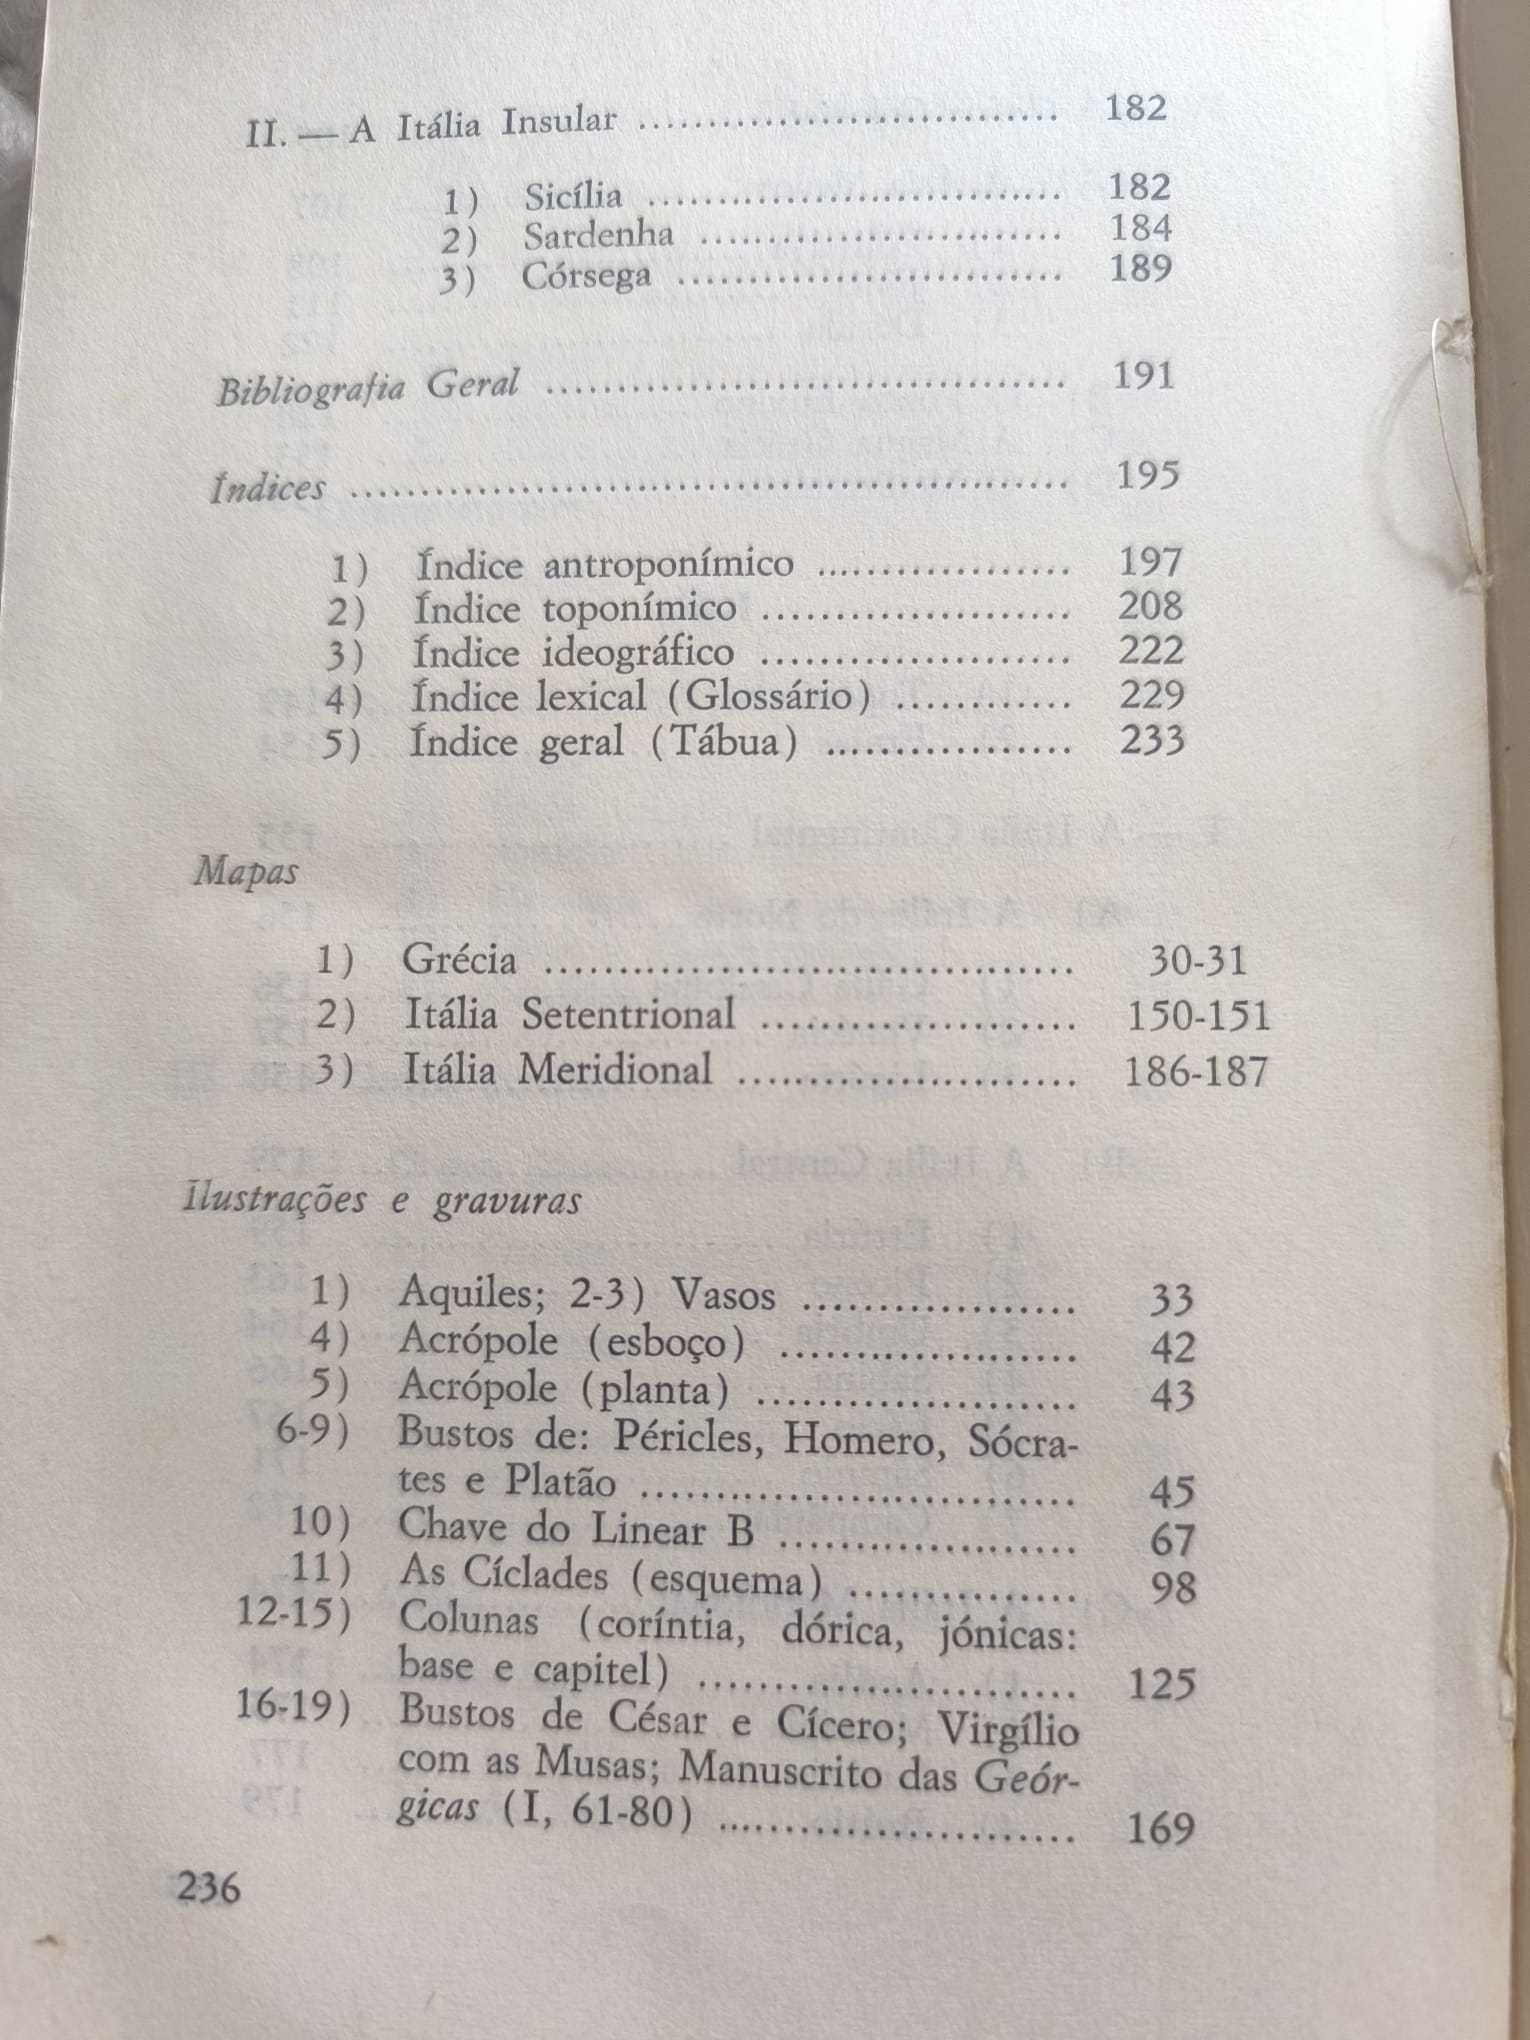 II. — A Itália Insular .............................. 182
1) Sicília .............................. 182
2) Sardenha .......................... 184
3) Córsega ............................ 189
Bibliografia Geral ..................................... 191
Índices .................................................. 195
1) Índice antroponímico .................. 197
2) Índice toponímico ...................... 208
3) Índice ideográfico ...................... 222
4) Índice lexical (Glossário) ............ 229
5) Índice geral (Tábua) .................. 233
Mapas
1) Grécia ..................................... 30-31
2) Itália Setentrional ...................... 150-151
3) Itália Meridional ........................ 186-187
Ilustrações e gravuras
1) Aquiles; 2-3) Vasos ................... 33
4) Acrópole (esboço) .................... 42
5) Acrópole (planta) ...................... 43
6-9) Bustos de: Péricles, Homero, Sócra-
tes e Platão .............................. 45
10) Chave do Linear B .................... 67
11) As Cíclades (esquema) ................ 98
12-15) Colunas (coríntia, dórica, jónicas:
base e capitel) .......................... 125
16-19) Bustos de César e Cícero; Virgílio
com as Musas; Manuscrito das Geór-
gicas (I, 61-80) ........................ 169
236